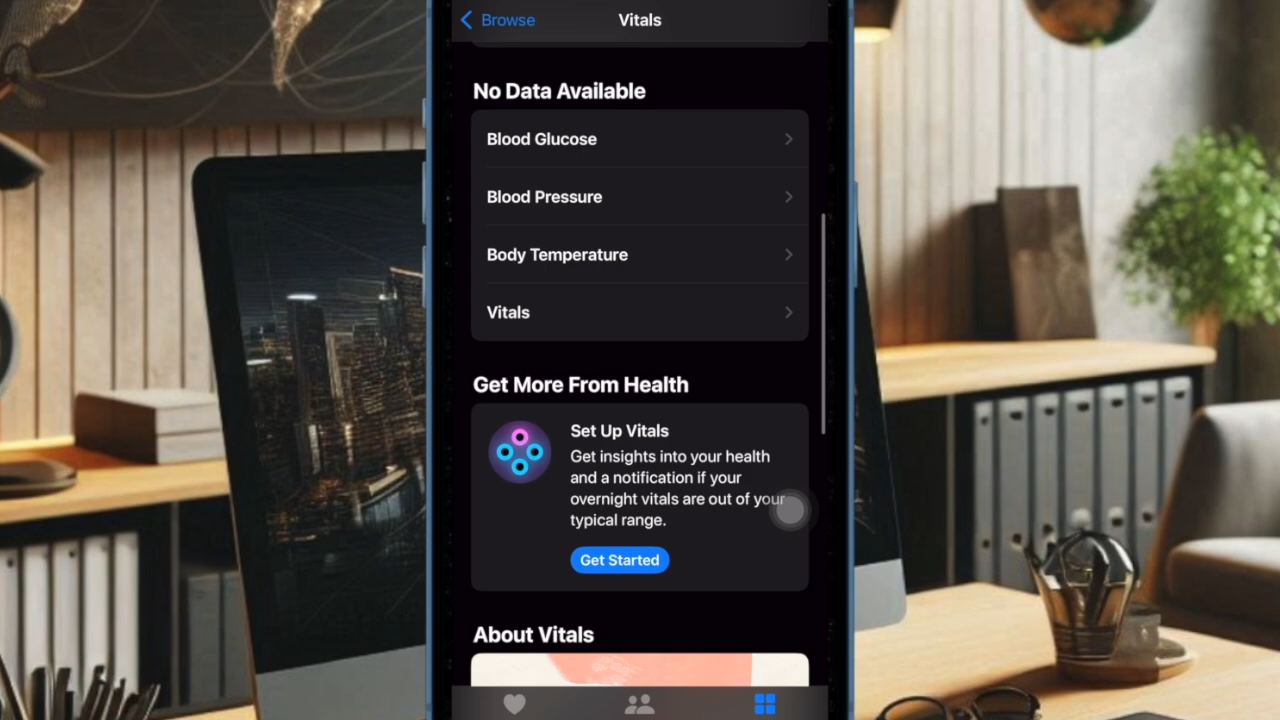 Browse
Vitals
No Data Available
Blood Glucose
Blood Pressure
Body Temperature
Vitals
Get More From Health
Set Up Vitals
Get insights into your health
and a notification if your
overnight vitals are out of your
typical range.
Get Started
About Vitals